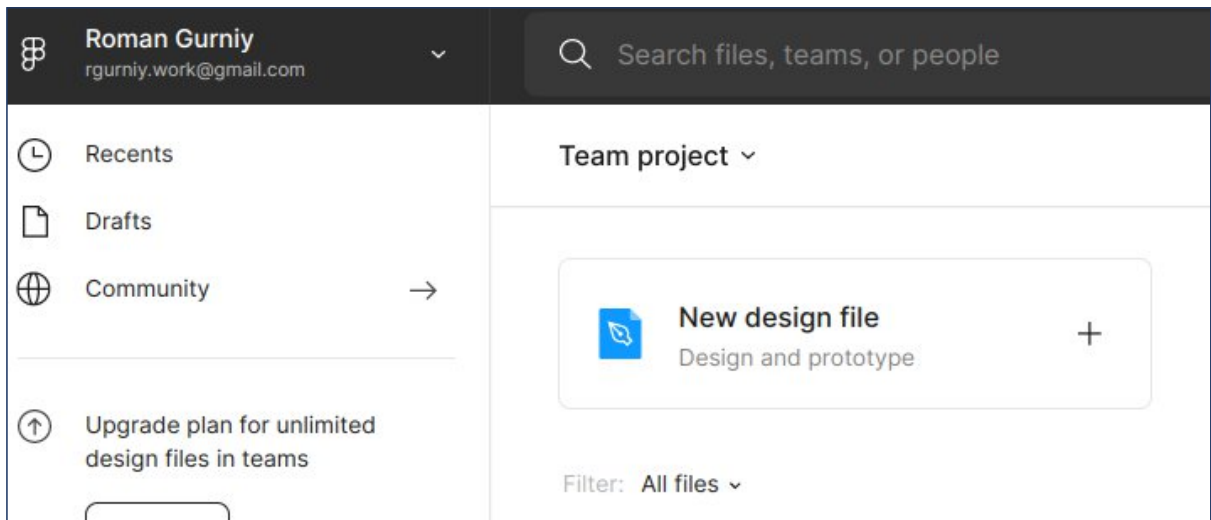 Roman Gurniy
rgurniy.work@gmail.com
Search files, teams, or people
Recents
Drafts
Community
Upgrade plan for unlimited
design files in teams
Team project
New design file
Design and prototype
Filter: All files